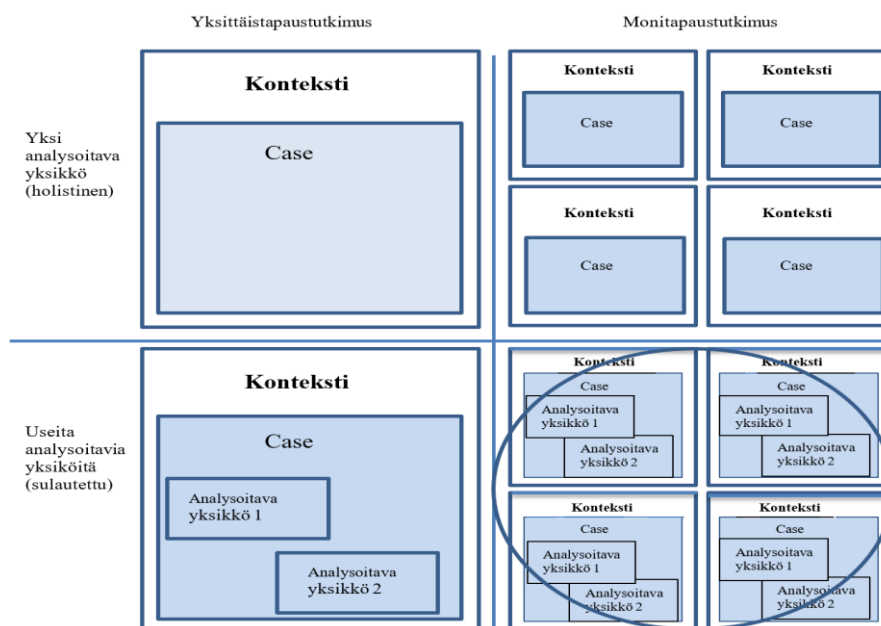 Yksittäistapaustutkimus
Monitapaustutkimus
Yksi
analysoitava
yksikkö
(holistinen)
Konteksti
Case
Konteksti
Case
Konteksti
Case
Konteksti
Case
Konteksti
Case
Useita
analysoitavia
yksiköitä
(sulautettu)
Konteksti
Case
Analysoitava
yksikkö 1
Analysoitava
yksikkö 2
Konteksti
Case
Analysoitava
yksikkö 1
Analysoitava
yksikkö 2
Konteksti
Case
Analysoitava
yksikkö 1
Analysoitava
yksikkö 2
Konteksti
Case
Analysoitava
yksikkö 1
Analysoitava
yksikkö 2
Konteksti
Case
Analysoitava
yksikkö 1
Analysoitava
yksikkö 2